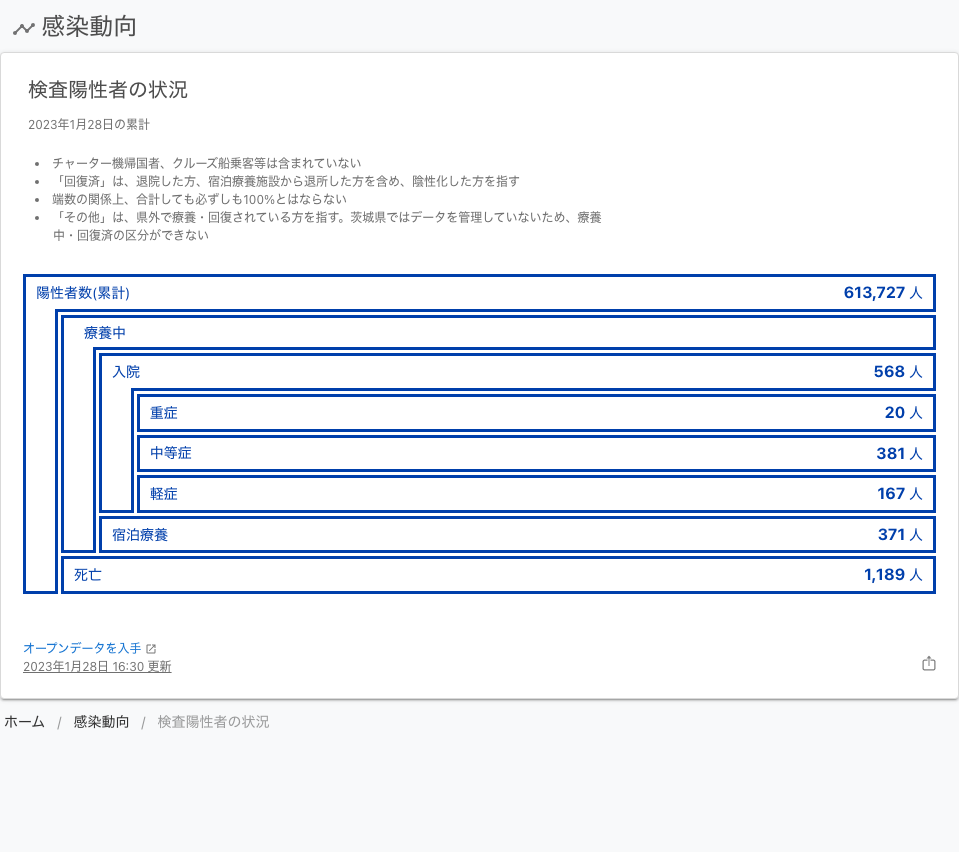 感染動向
検査陽性者の状況
2023年1月28日の累計
チャーター機帰国者、クルーズ船乗客等は含まれていない
「回復済」は、退院した方、宿泊療養施設から退所した方を含め、陰性化した方を指す
端数の関係上、合計しても必ずしも100%とはならない
「その他」は、県外で療養・回復されている方を指す。茨城県ではデータを管理していないため、療養
中・回復済の区分ができない
陽性者数(累計) 613,727 人
療養中
入院 568 人
重症 20 人
中等症 381 人
軽症 167 人
宿泊療養 371 人
死亡 1,189 人
オープンデータを入手
2023年1月28日 16:30 更新
ホーム / 感染動向 / 検査陽性者の状況